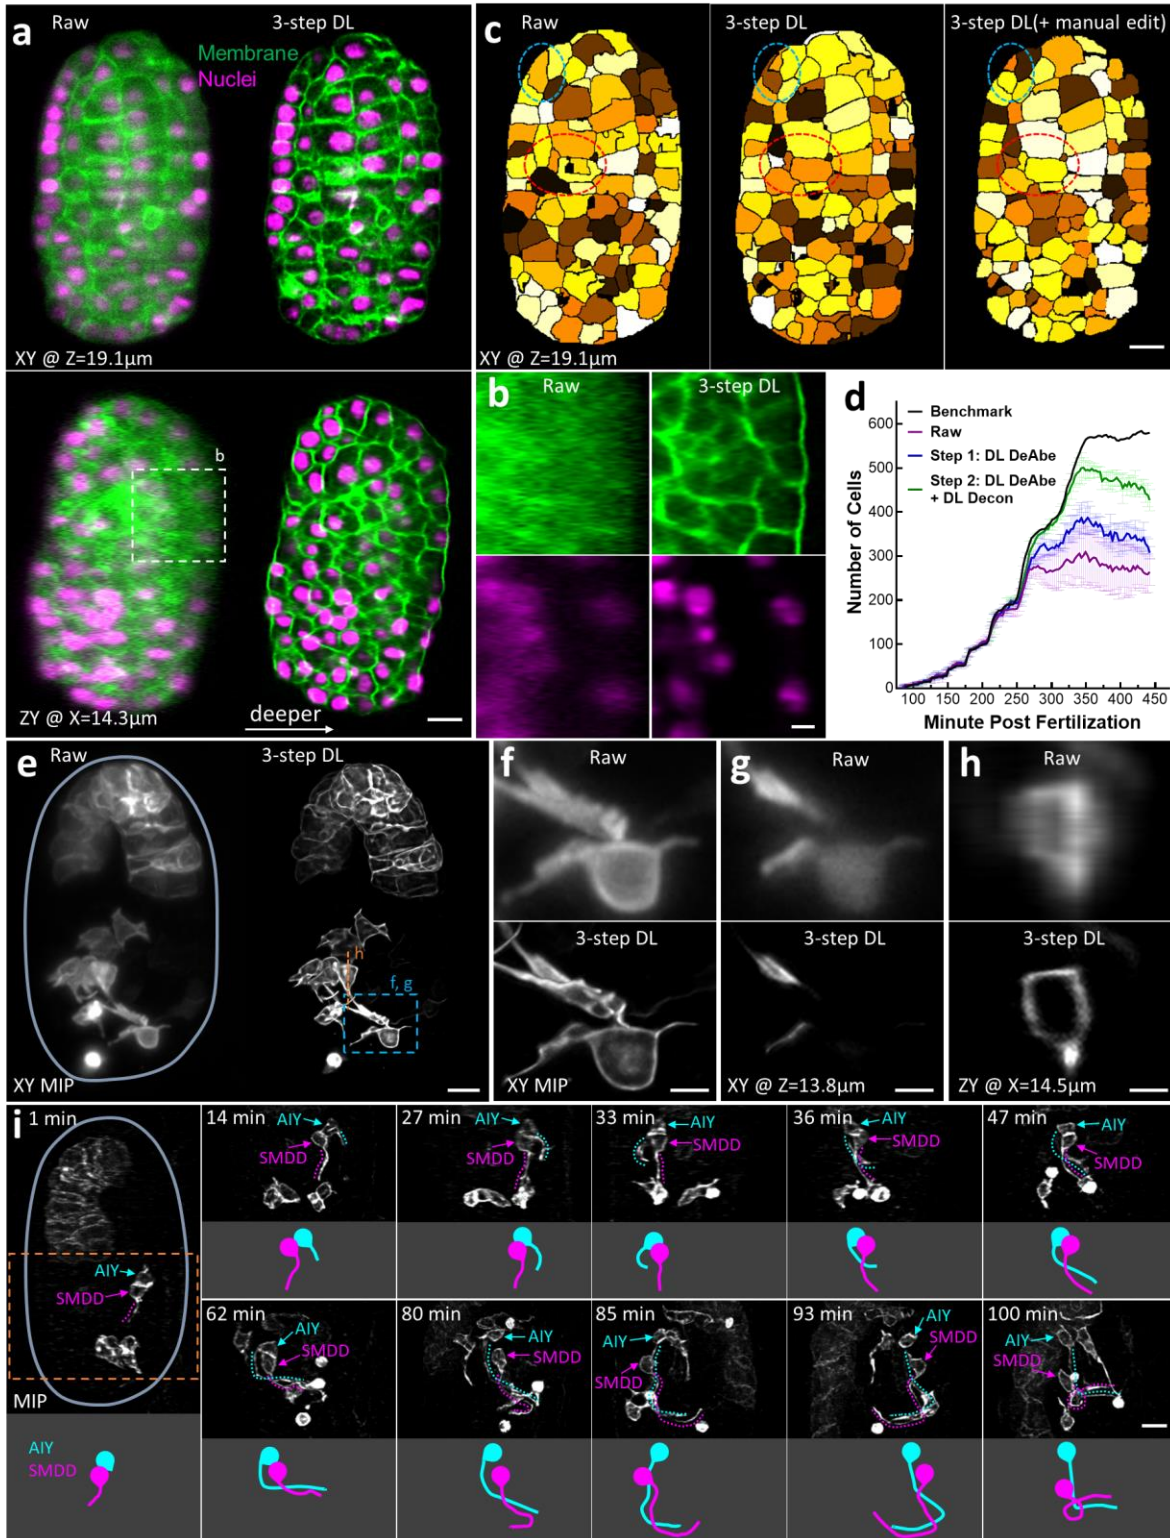 a
Raw
3-step DL
Membrane
Nuclei
XY @ Z=19.1μm
b
ZY @ X=14.3μm
deeper
c
Raw
3-step DL
3-step DL(+ manual edit)
XY @ Z=19.1μm
b
Raw
3-step DL
d
Benchmark
Raw
Step 1: DL DeAbe
Step 2: DL DeAbe
+ DL Decon
Number of Cells
600
500
400
300
200
100
0
100 150 200 250 300 350 400 450
Minute Post Fertilization
e
Raw
3-step DL
h
f, g
XY MIP
f
Raw
3-step DL
XY MIP
g
Raw
3-step DL
XY @ Z=13.8μm
h
Raw
3-step DL
ZY @ X=14.5μm
i
1 min
AIY
SMDD
MIP
AIY
SMDD
14 min
AIY
SMDD
27 min
AIY
SMDD
33 min
AIY
SMDD
36 min
AIY
SMDD
47 min
AIY
SMDD
62 min
AIY
SMDD
80 min
AIY
SMDD
85 min
AIY
SMDD
93 min
AIY
SMDD
100 min
AIY
SMDD